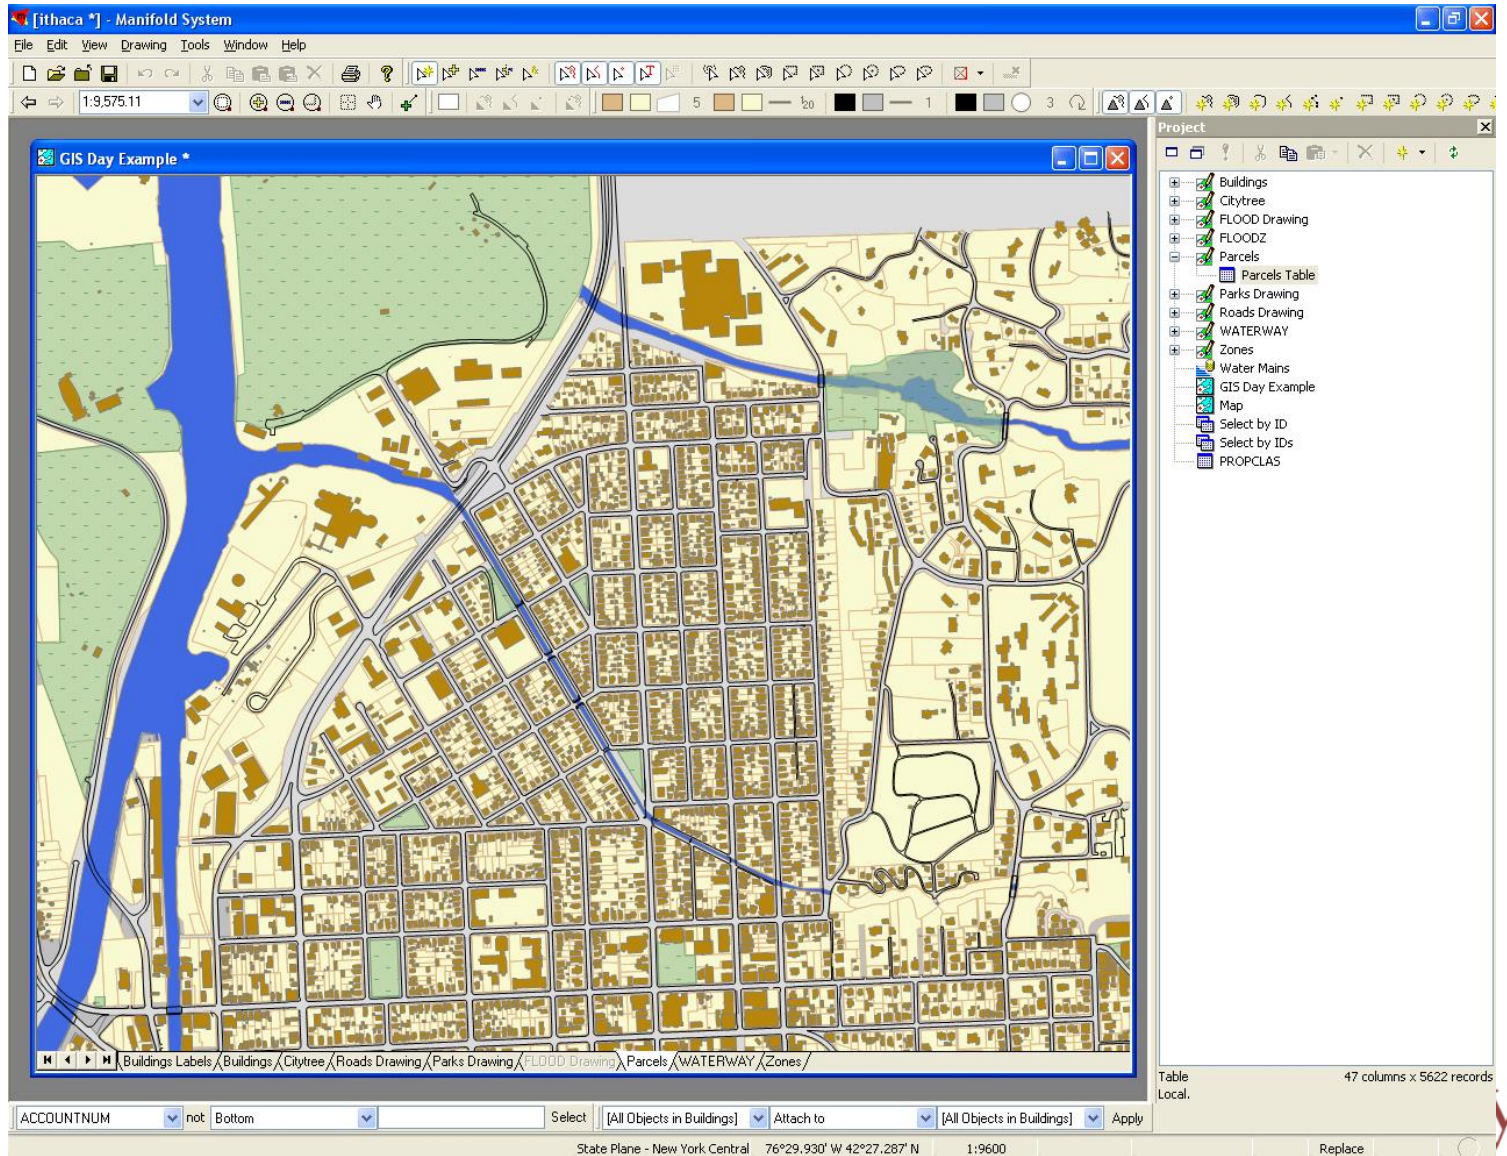 [ithaca *] - Manifold System
File Edit View Drawing Tools Window Help
1:9,575.11
5
20
1
3
Project
GIS Day Example *
Buildings
Citytree
FLOOD Drawing
FLOODZ
Parcels
Parcels Table
Parks Drawing
Roads Drawing
WATERWAY
Zones
Water Mains
GIS Day Example
Map
Select by ID
Select by IDs
PROPCLAS
Buildings Labels Buildings Citytree Roads Drawing Parks Drawing FLOOD Drawing Parcels WATERWAY Zones
Table 47 columns x 5622 records
Local.
ACCOUNTNUM not Bottom Select [All Objects in Buildings] Attach to [All Objects in Buildings] Apply
State Plane - New York Central 76°29.930' W 42°27.287' N 1:9600 Replace